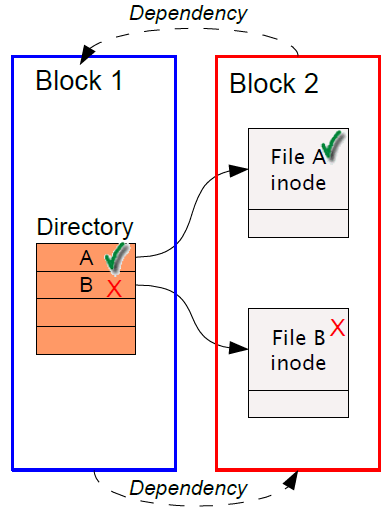 Dependency
Block 1
Block 2
File A
inode
Directory
A
B X
X
File B
inode
Dependency